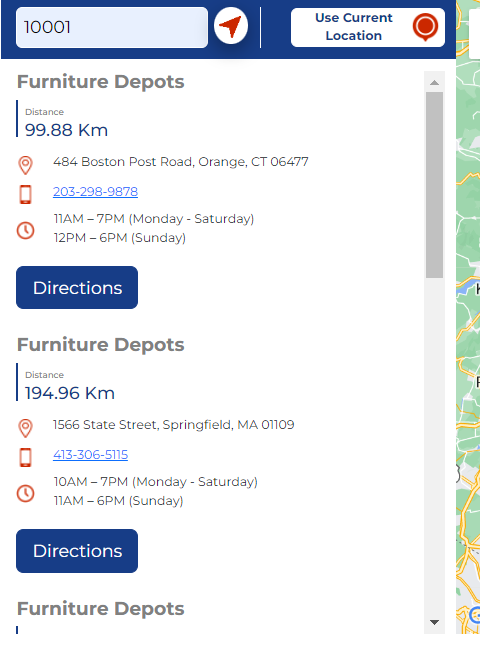 10001
Use Current
Location
Furniture Depots
Distance
99.88 Km
484 Boston Post Road, Orange, CT 06477
203-298-9878
11AM – 7PM (Monday - Saturday)
12PM – 6PM (Sunday)
Directions
Furniture Depots
Distance
194.96 Km
1566 State Street, Springfield, MA 01109
413-306-5115
10AM – 7PM (Monday - Saturday)
11AM – 6PM (Sunday)
Directions
Furniture Depots